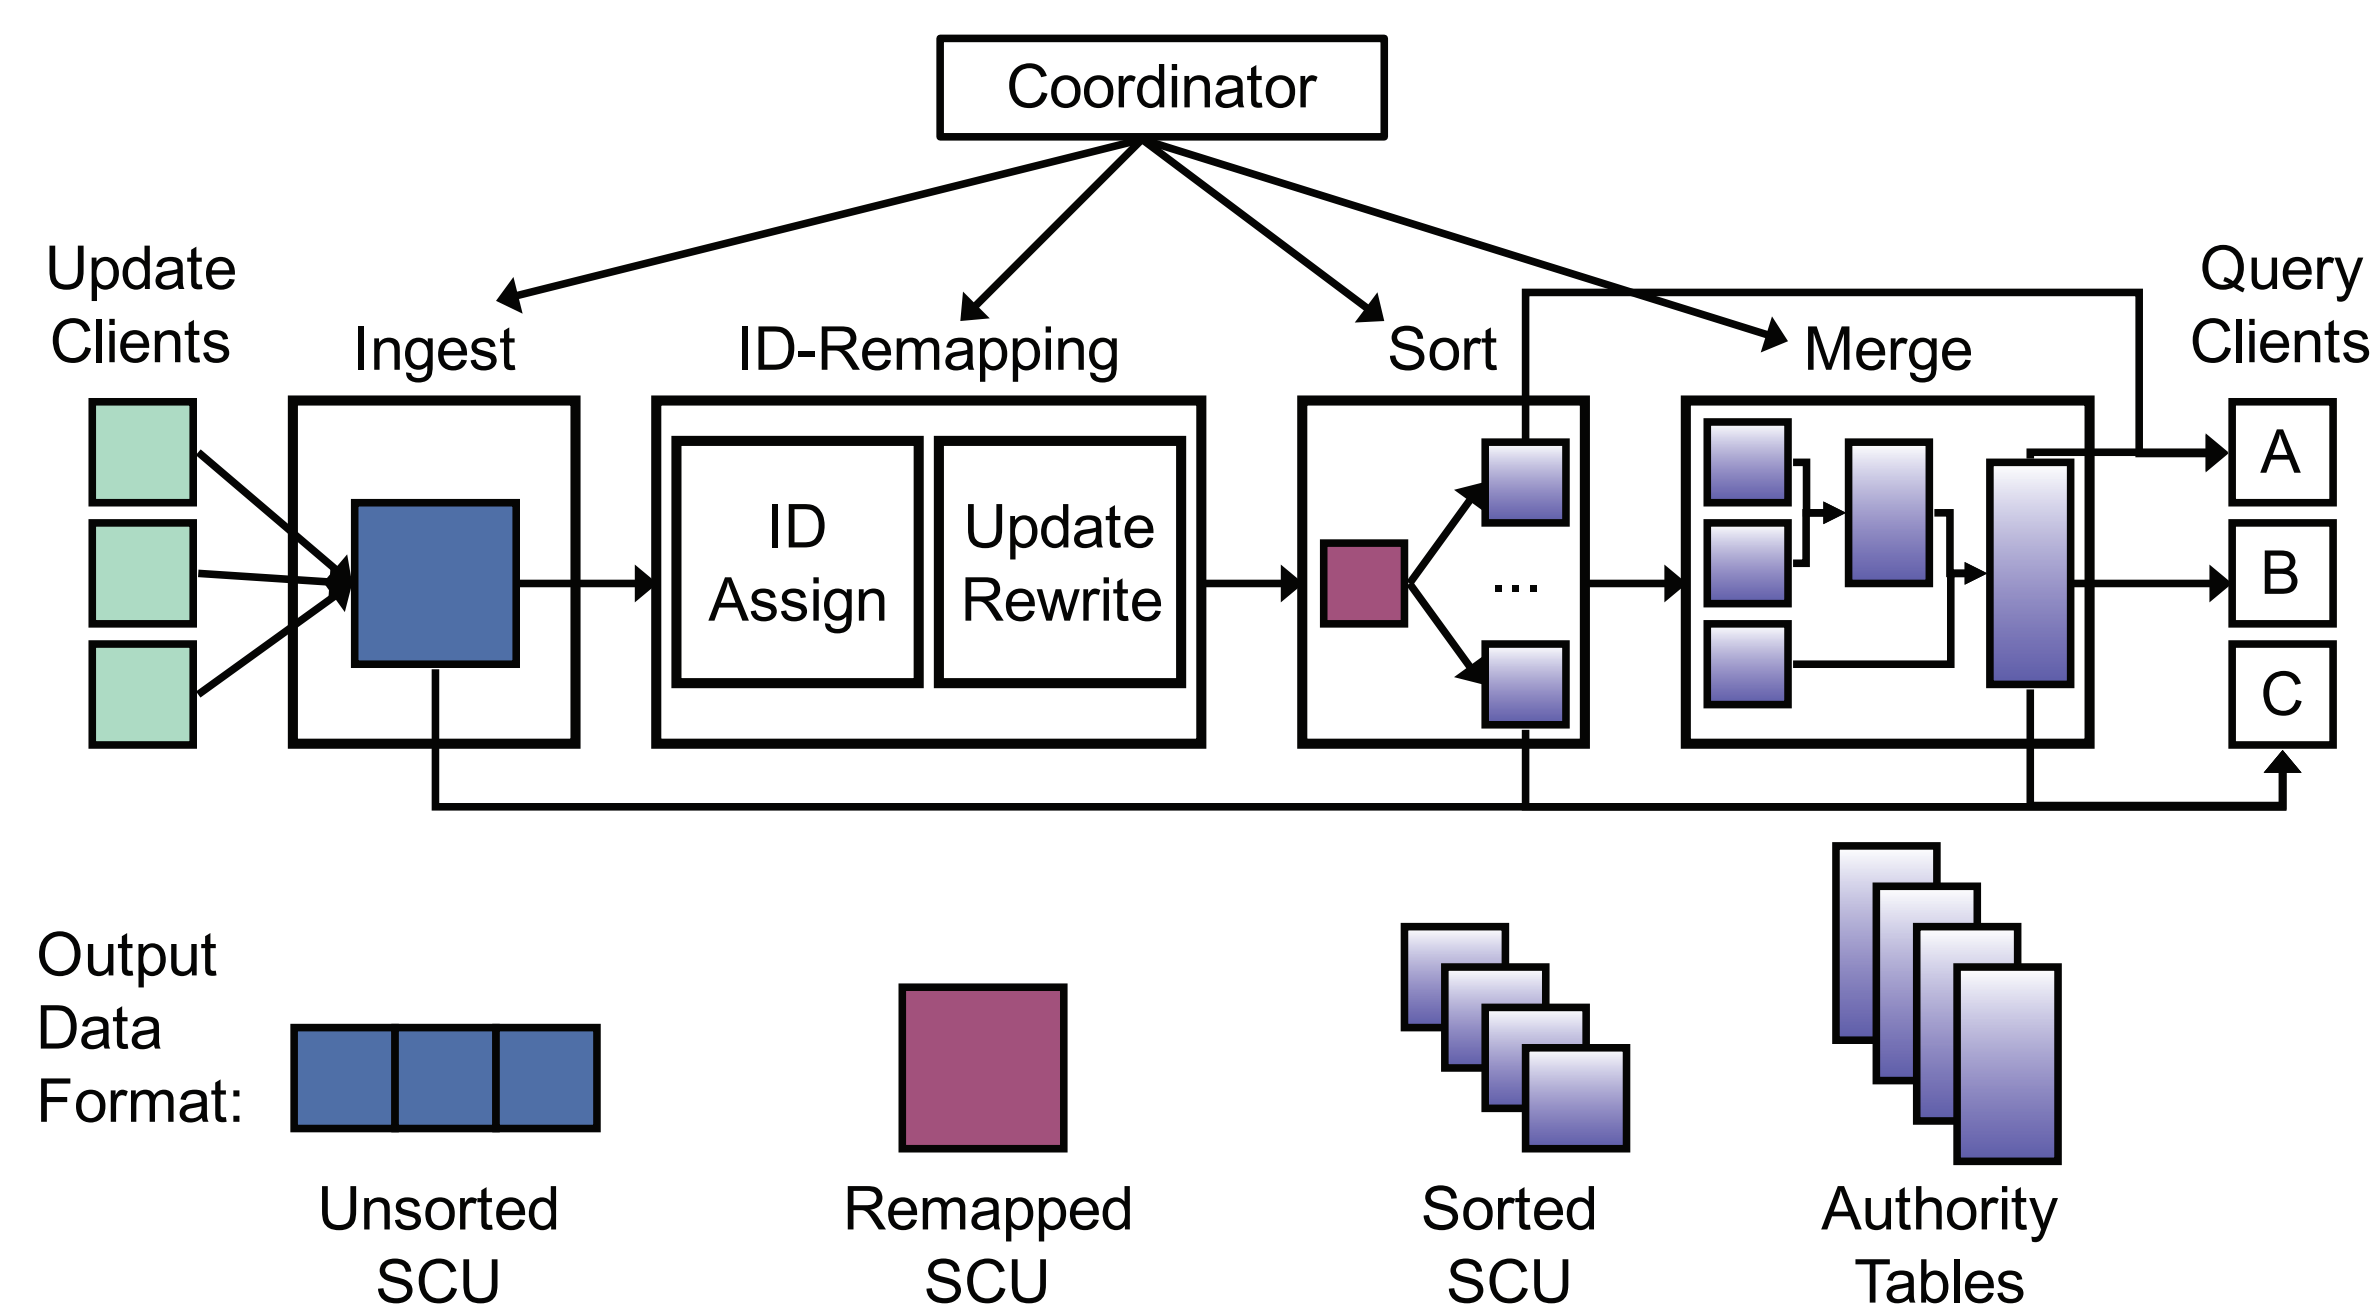 Coordinator
Update
Clients
Ingest
ID-Remapping
Sort
Merge
Query
Clients
ID
Assign
Update
Rewrite
...
A
B
C
Output
Data
Format:
Unsorted
SCU
Remapped
SCU
Sorted
SCU
Authority
Tables